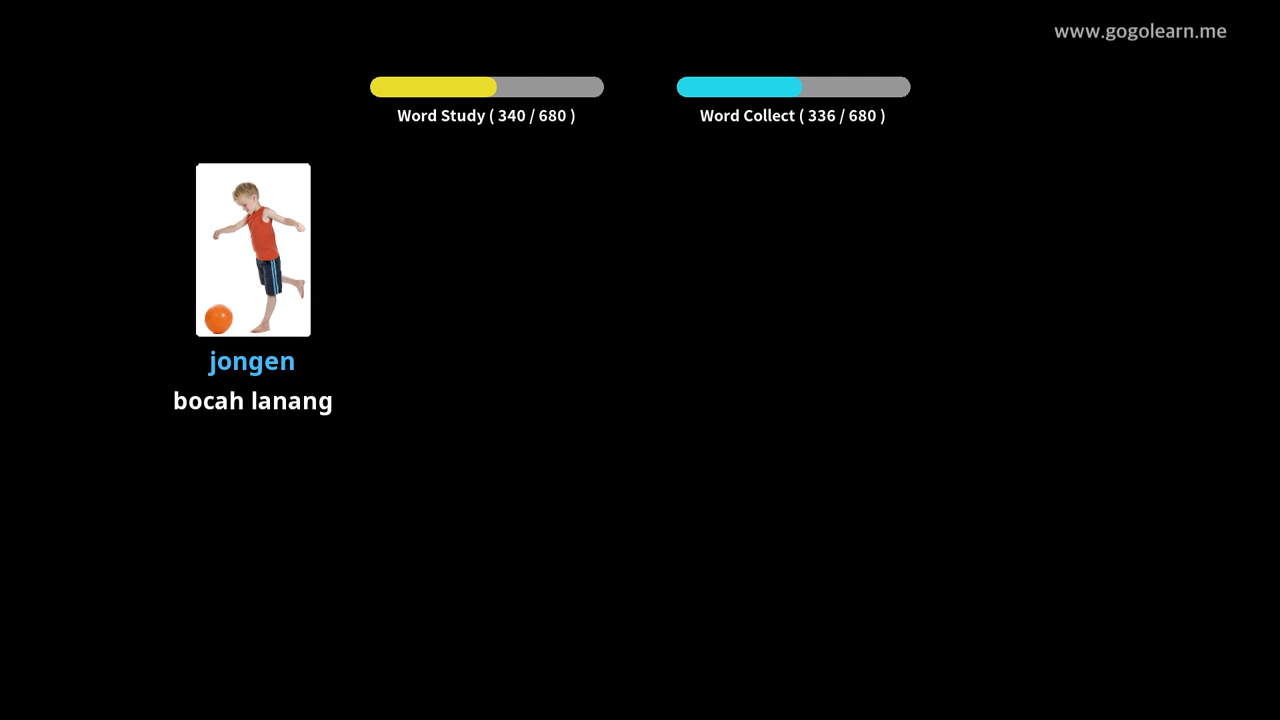 www.gogolearn.me
Word Study ( 340 / 680 )
Word Collect ( 336 / 680 )
jongen
bocah lanang